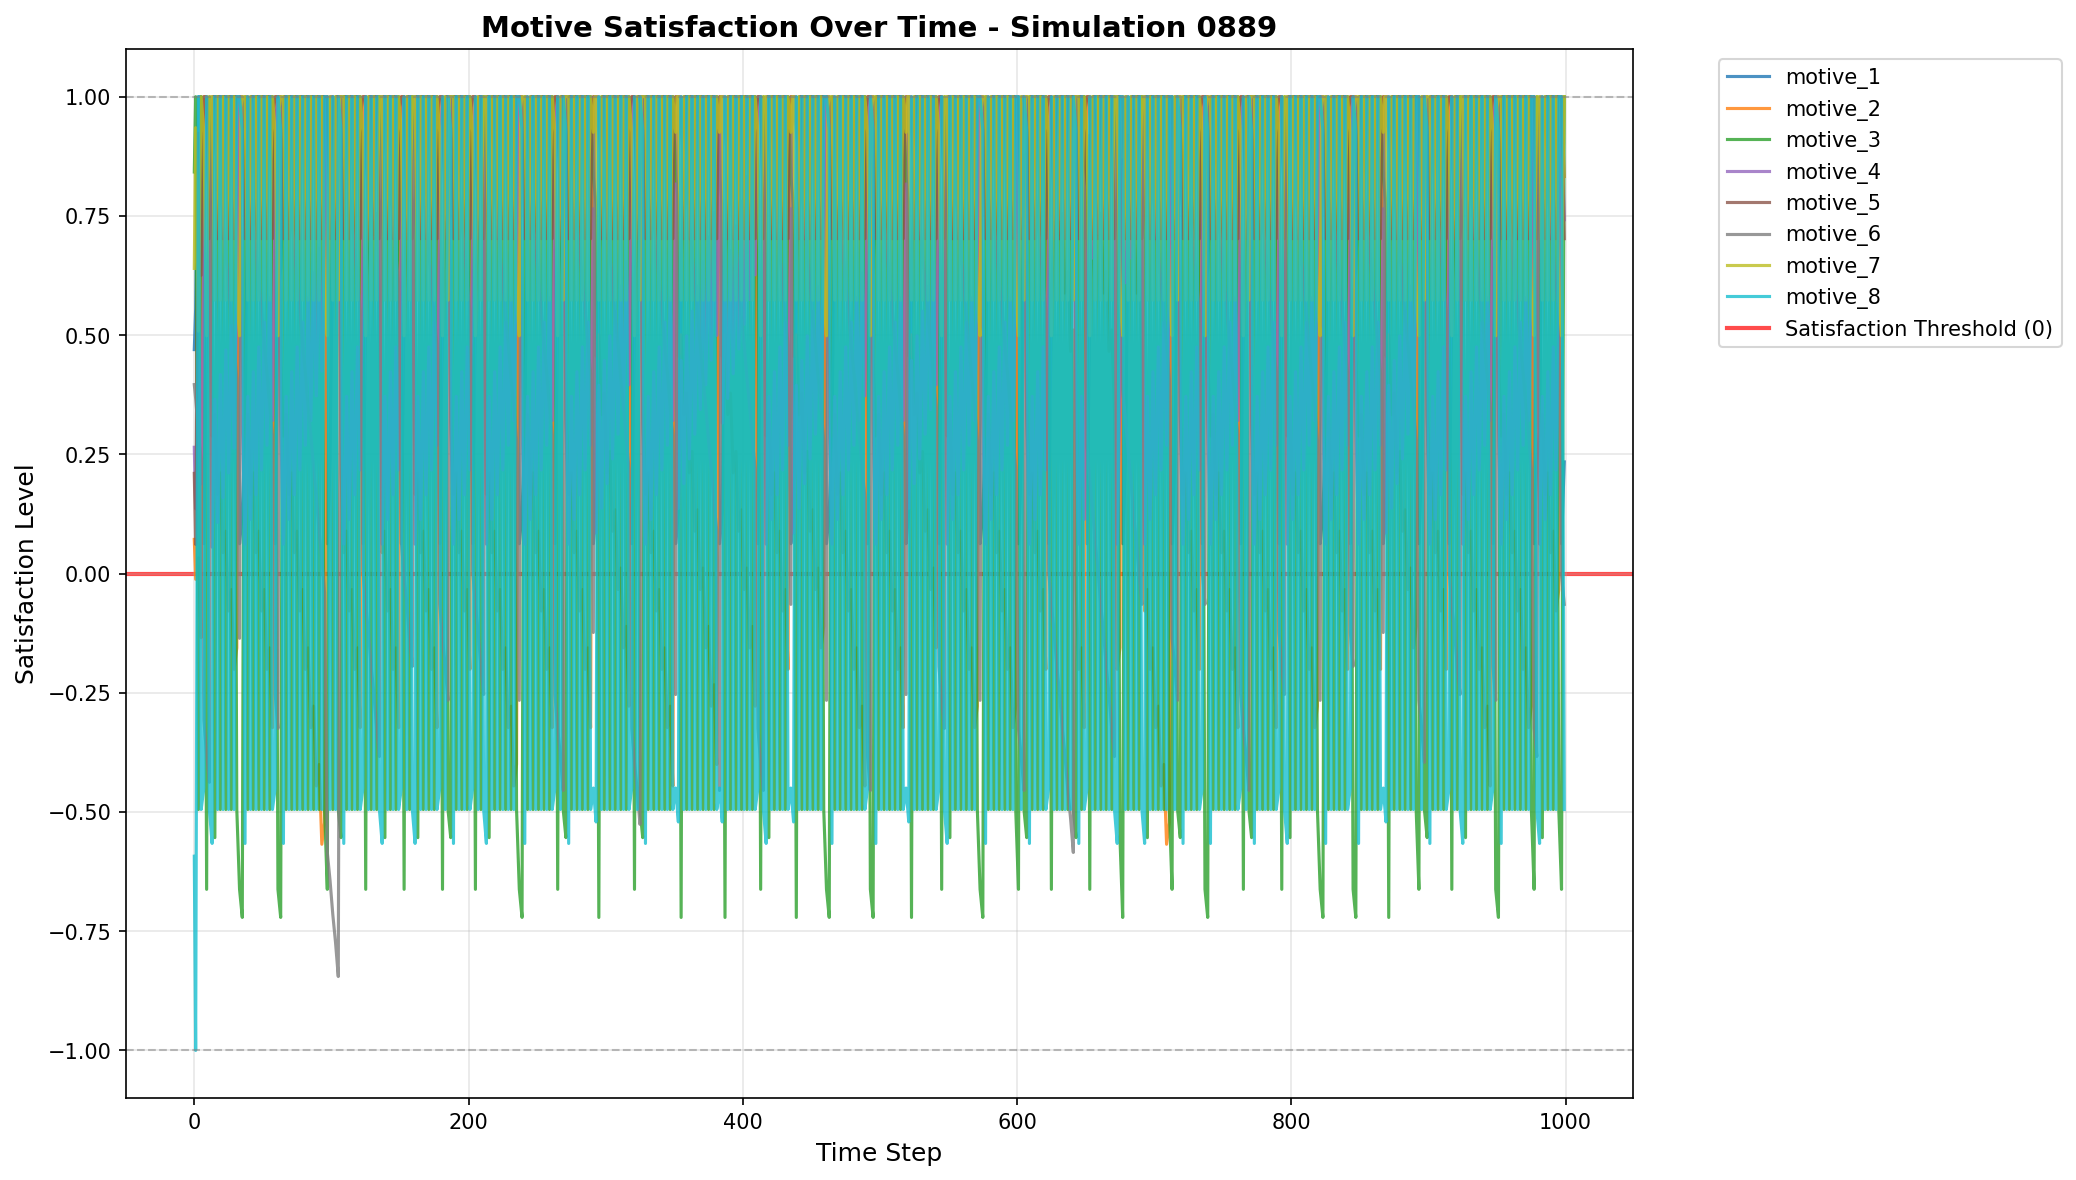 Motive Satisfaction Over Time - Simulation 0889
1.00
0.75
0.50
0.25
0.00
−0.25
−0.50
−0.75
−1.00
Satisfaction Level
0
200
400
600
800
1000
Time Step
motive_1
motive_2
motive_3
motive_4
motive_5
motive_6
motive_7
motive_8
Satisfaction Threshold (0)